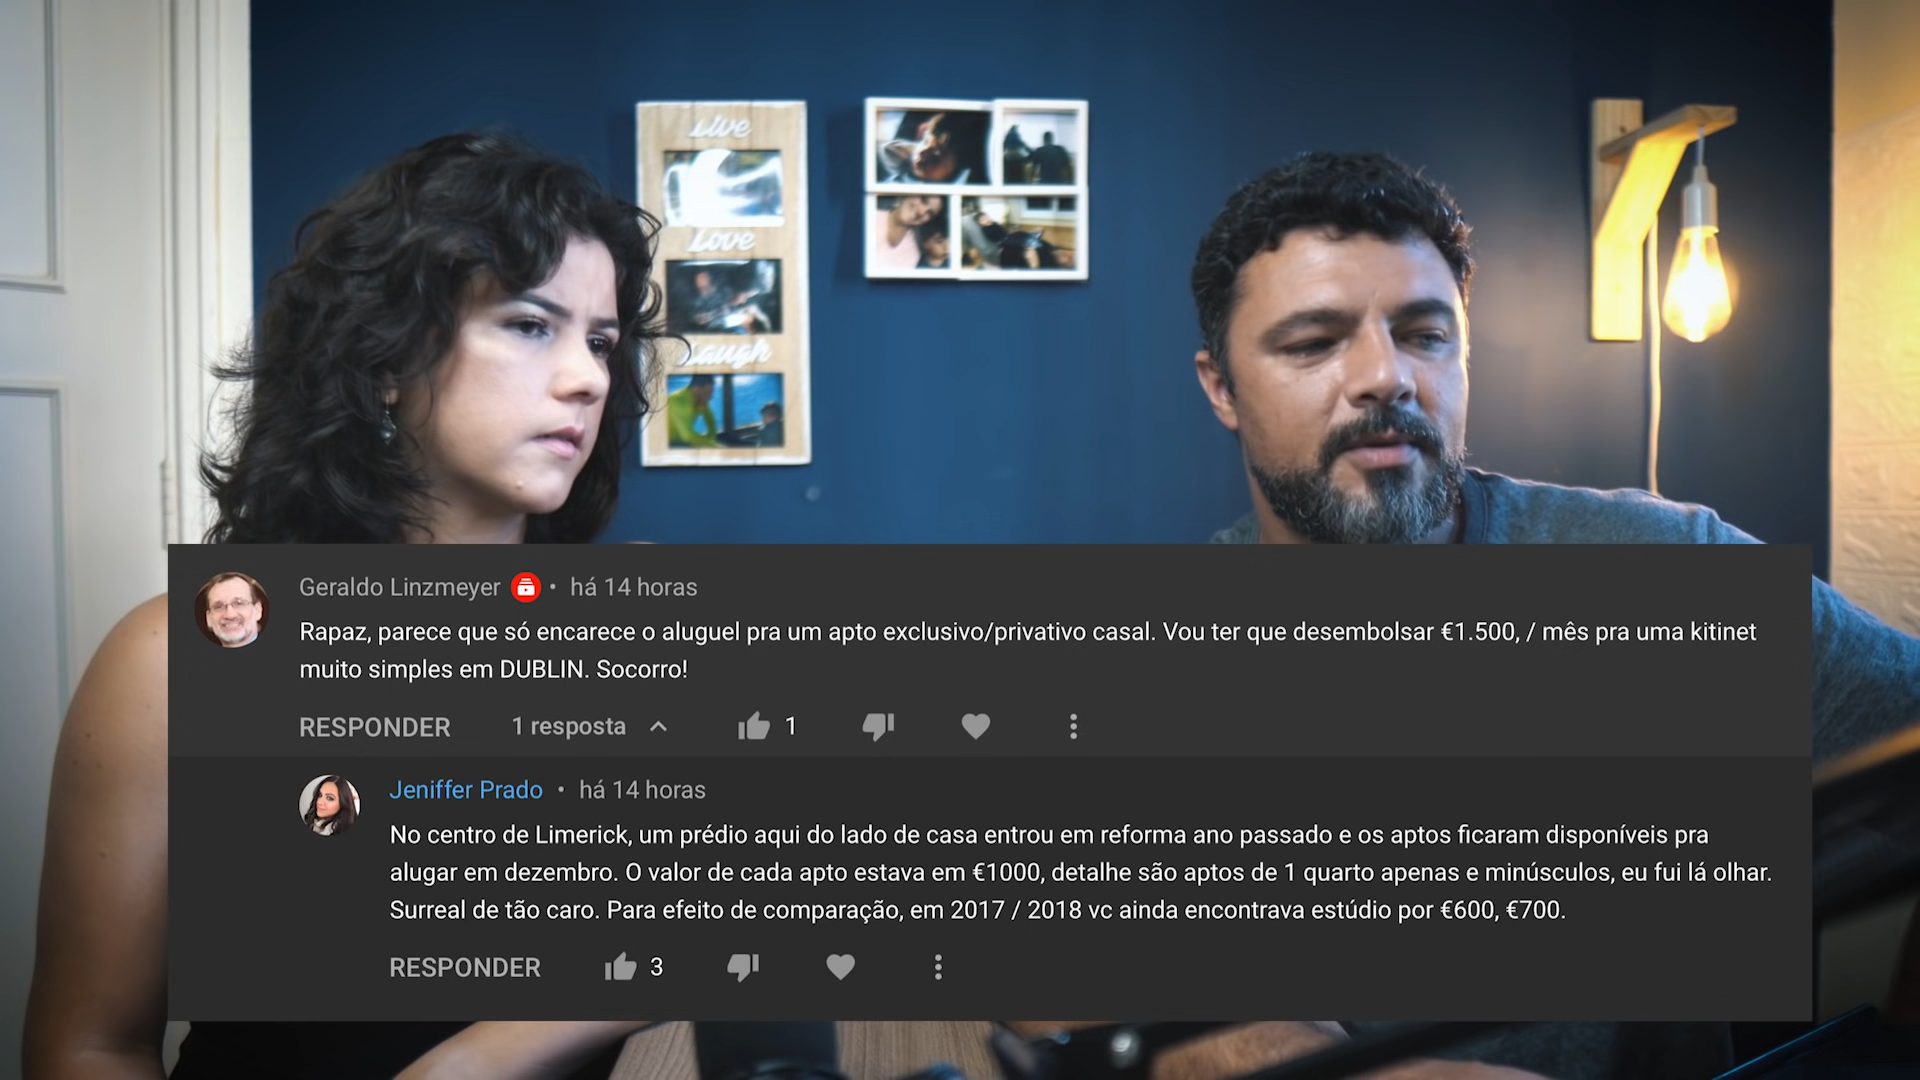 Live
Love
Laugh
Geraldo Linzmeyer • há 14 horas
Rapaz, parece que só encarece o aluguel pra um apto exclusivo/privativo casal. Vou ter que desembolsar €1.500, / mês pra uma kitinet
muito simples em DUBLIN. Socorro!
RESPONDER 1 resposta 1
Jeniffer Prado • há 14 horas
No centro de Limerick, um prédio aqui do lado de casa entrou em reforma ano passado e os aptos ficaram disponíveis pra
alugar em dezembro. O valor de cada apto estava em €1000, detalhe são aptos de 1 quarto apenas e minúsculos, eu fui lá olhar.
Surreal de tão caro. Para efeito de comparação, em 2017 / 2018 vc ainda encontrava estúdio por €600, €700.
RESPONDER 3